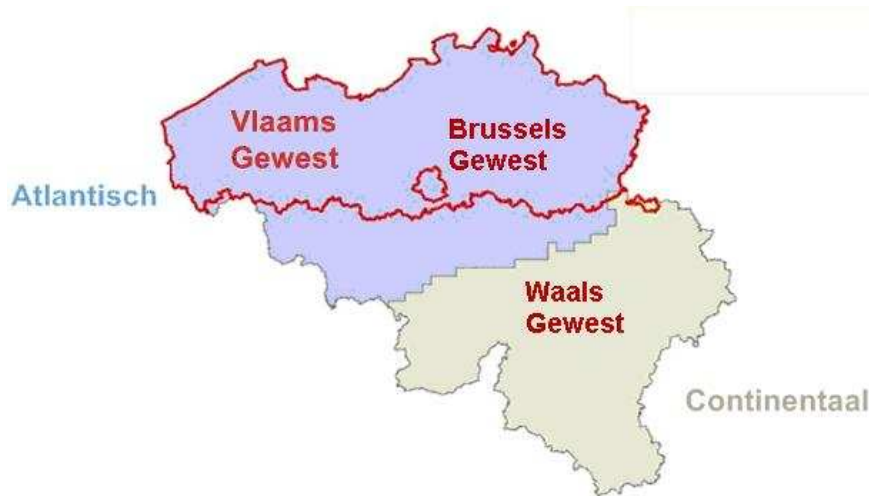 Vlaams
Gewest
Brussels
Gewest
Atlantisch
Waals
Gewest
Continentaal